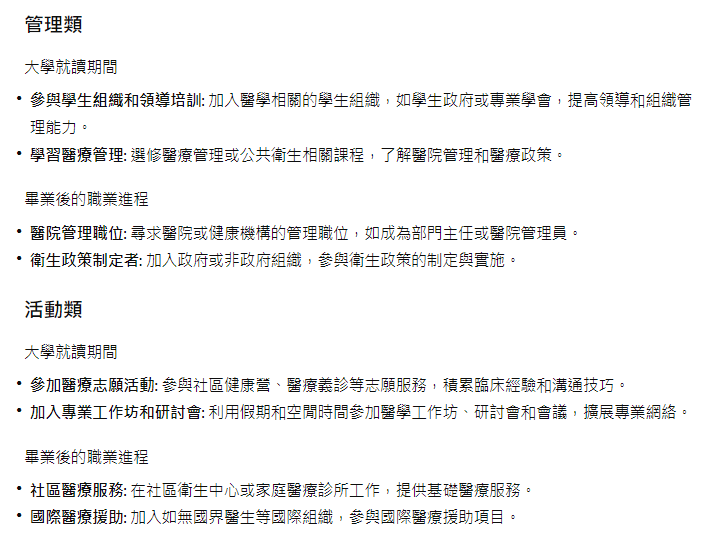 管理類
大學就讀期間
• 參與學生組織和領導培訓: 加入醫學相關的學生組織，如學生政府或專業學會，提高領導和組織管
理能力。
• 學習醫療管理: 選修醫療管理或公共衛生相關課程，了解醫院管理和醫療政策。
畢業後的職業進程
• 醫院管理職位: 尋求醫院或健康機構的管理職位，如成為部門主任或醫院管理員。
• 衛生政策制定者: 加入政府或非政府組織，參與衛生政策的制定與實施。
活動類
大學就讀期間
• 參加醫療志願活動: 參與社區健康營、醫療義診等志願服務，積累臨床經驗和溝通技巧。
• 加入專業工作坊和研討會: 利用假期和空閒時間參加醫學工作坊、研討會和會議，擴展專業網絡。
畢業後的職業進程
• 社區醫療服務: 在社區衛生中心或家庭醫療診所工作，提供基礎醫療服務。
• 國際醫療援助: 加入如無國界醫生等國際組織，參與國際醫療援助項目。